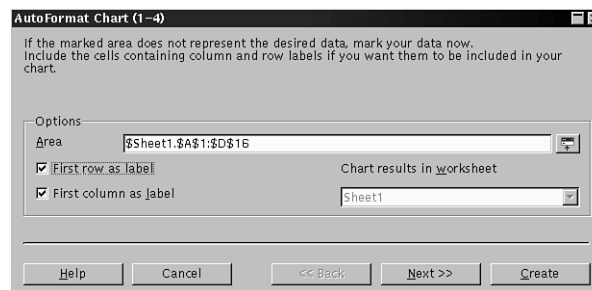 AutoFormat Chart (1-4)
If the marked area does not represent the desired data, mark your data now.
Include the cells containing column and row labels if you want them to be included in your
chart.
Options
Area $Sheet1.$A$1:$D$16
First row as label Chart results in worksheet
First column as label Sheet1
Help Cancel << Back Next >> Create